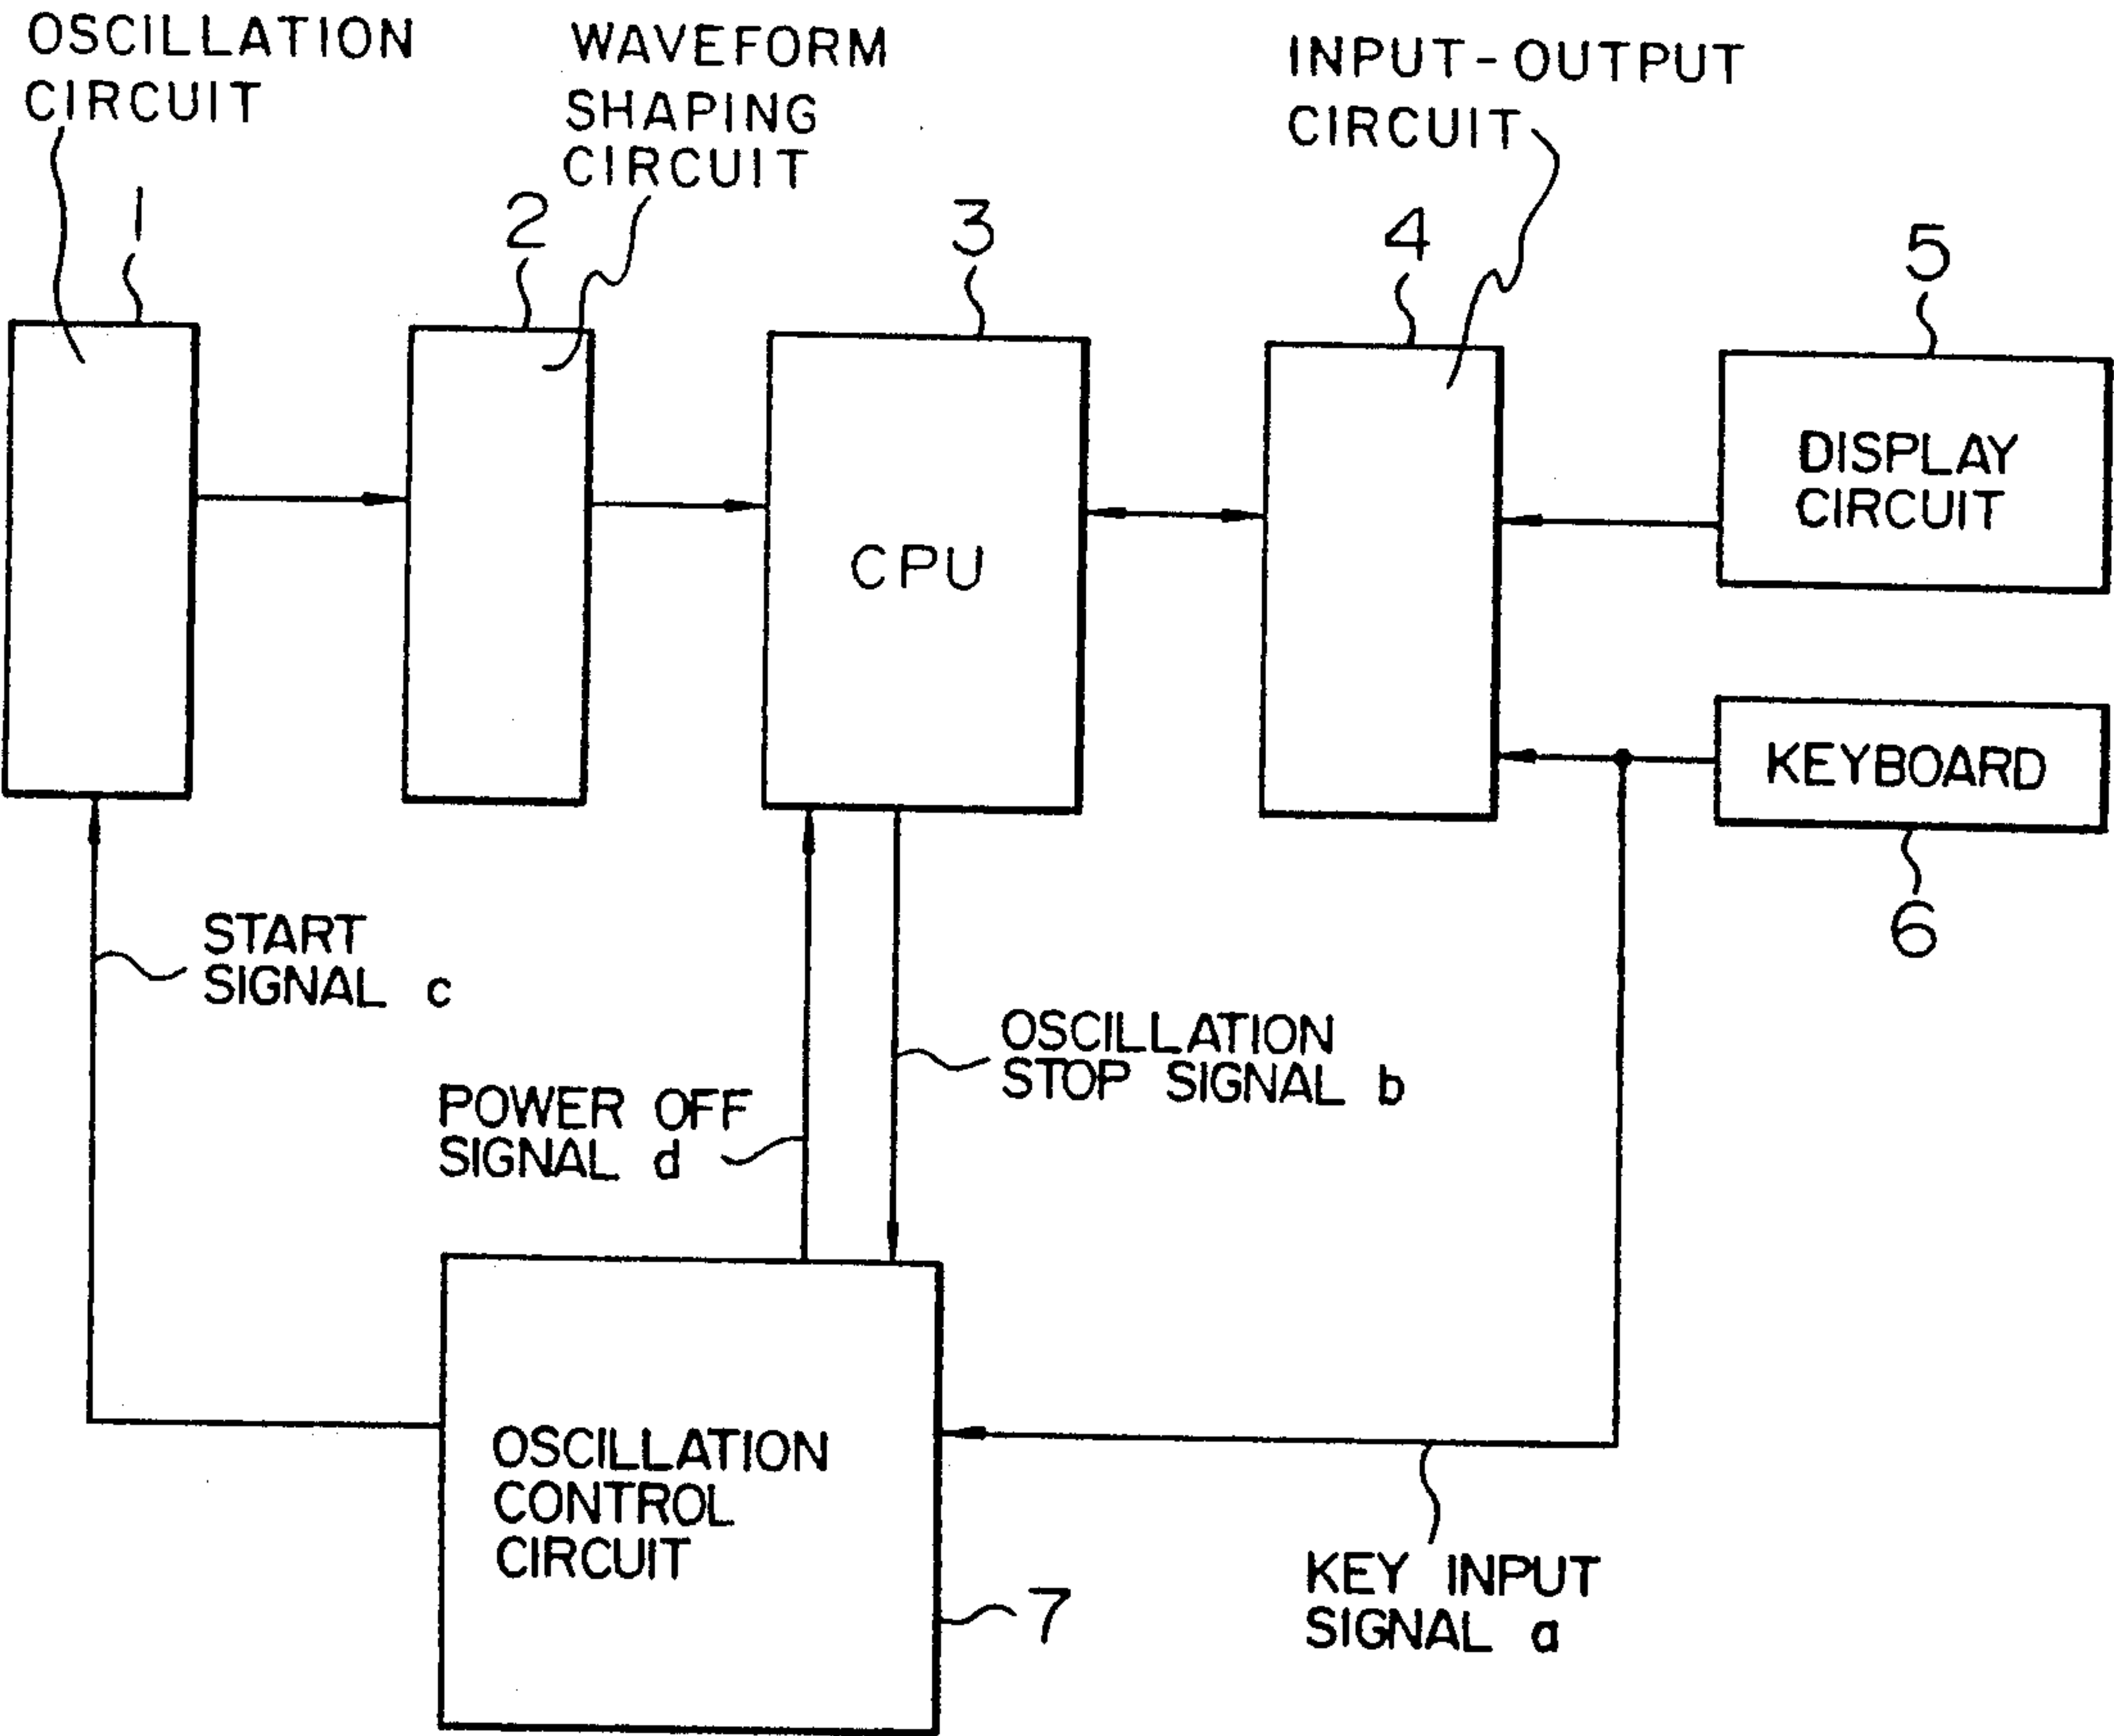 OSCILLATION
CIRCUIT
WAVEFORM
SHAPING
CIRCUIT
INPUT-OUTPUT
CIRCUIT
1
2
3
4
5
DISPLAY
CIRCUIT
CPU
KEYBOARD
6
START
SIGNAL c
OSCILLATION
STOP SIGNAL b
POWER OFF
SIGNAL d
OSCILLATION
CONTROL
CIRCUIT
7
KEY INPUT
SIGNAL a